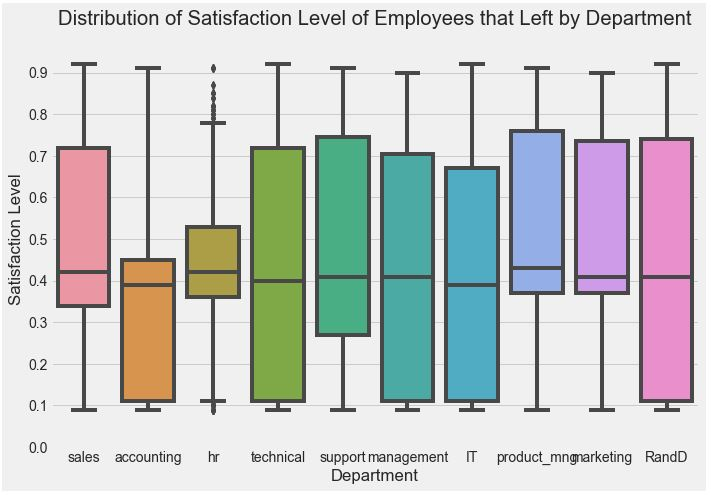 Distribution of Satisfaction Level of Employees that Left by Department
Satisfaction Level
0.9
0.8
0.7
0.6
0.5
0.4
0.3
0.2
0.1
0.0
sales accounting hr technical support management IT product_mng marketing RandD
Department